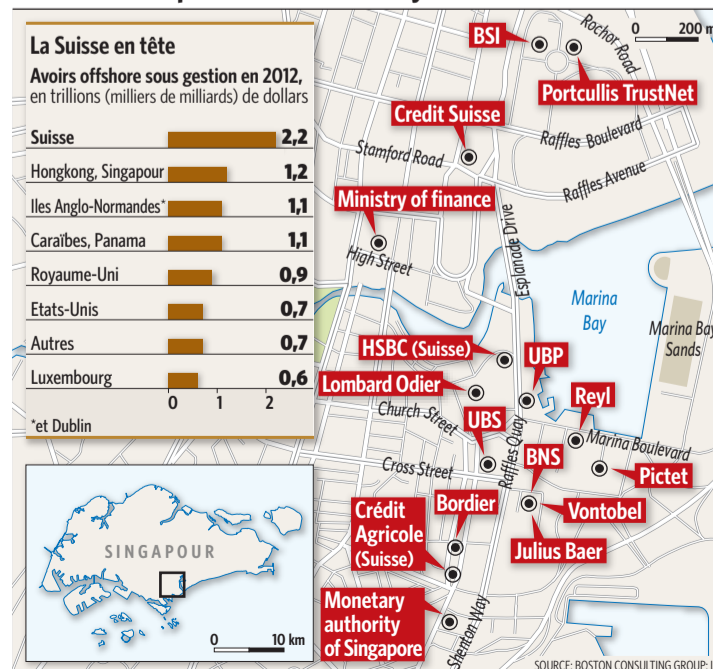 La Suisse en tête
Avoirs offshore sous gestion en 2012,
en trillions (milliers de milliards) de dollars
Suisse 2,2
Hongkong, Singapour 1,2
Iles Anglo-Normandes* 1,1
Caraïbes, Panama 1,1
Royaume-Uni 0,9
Etats-Unis 0,7
Autres 0,7
Luxembourg 0,6
0 1 2
*et Dublin
SINGAPOUR
0 10 km
0 200 m
BSI
Rochor Road
Portcullis TrustNet
Credit Suisse
Raffles Boulevard
Stamford Road
Raffles Avenue
Ministry of finance
High Street
Esplanade Drive
Marina
Bay
Marina Bay
Sands
HSBC (Suisse)
UBP
Lombard Odier
Reyl
Church Street
UBS
Raffles Quay
Marina Boulevard
Cross Street
BNS
Pictet
Crédit
Agricole
(Suisse)
Bordier
Vontobel
Julius Baer
Monetary
authority
of Singapore
Shenton Way
SOURCE: BOSTON CONSULTING GROUP;